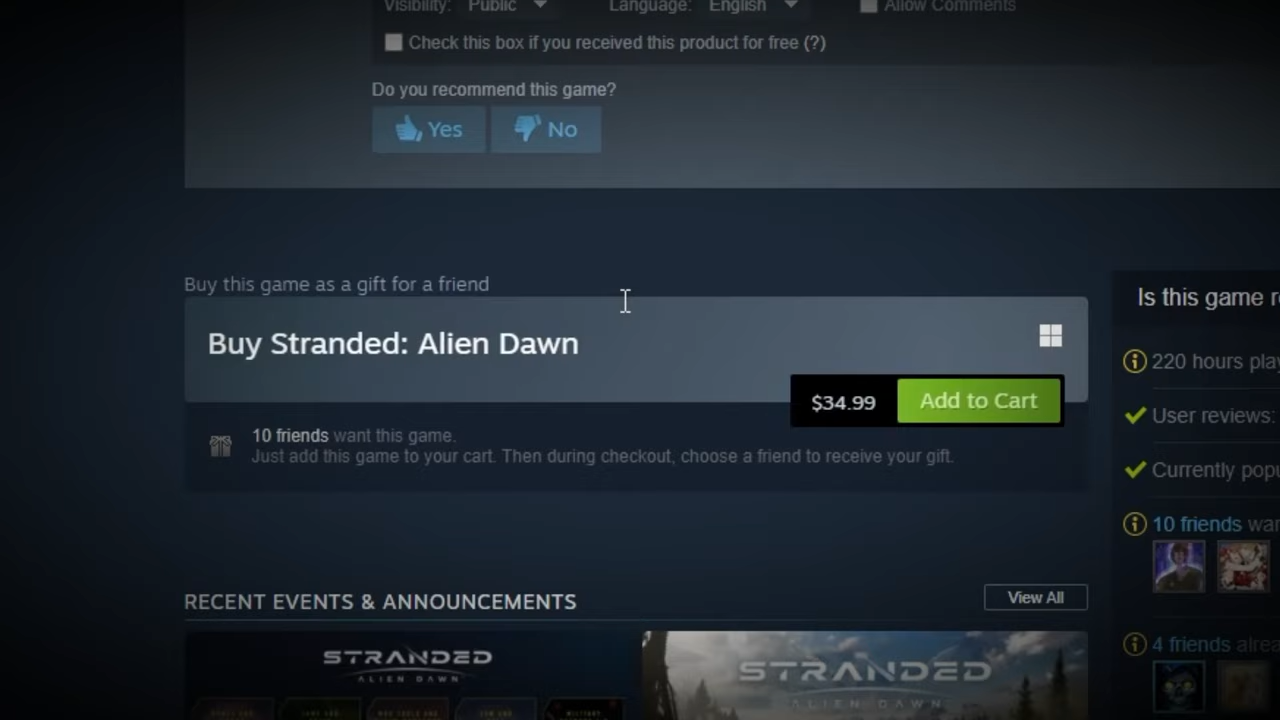 Visibility: Public Language: English Allow Comments
Check this box if you received this product for free (?)
Do you recommend this game?
Yes No
Buy this game as a gift for a friend
Buy Stranded: Alien Dawn
$34.99 Add to Cart
10 friends want this game.
Just add this game to your cart. Then during checkout, choose a friend to receive your gift.
Is this game
220 hours
User reviews:
Currently
10 friends
4 friends
RECENT EVENTS & ANNOUNCEMENTS View All
STRANDED
ALIEN DAWN
STRANDED
ALIEN DAWN